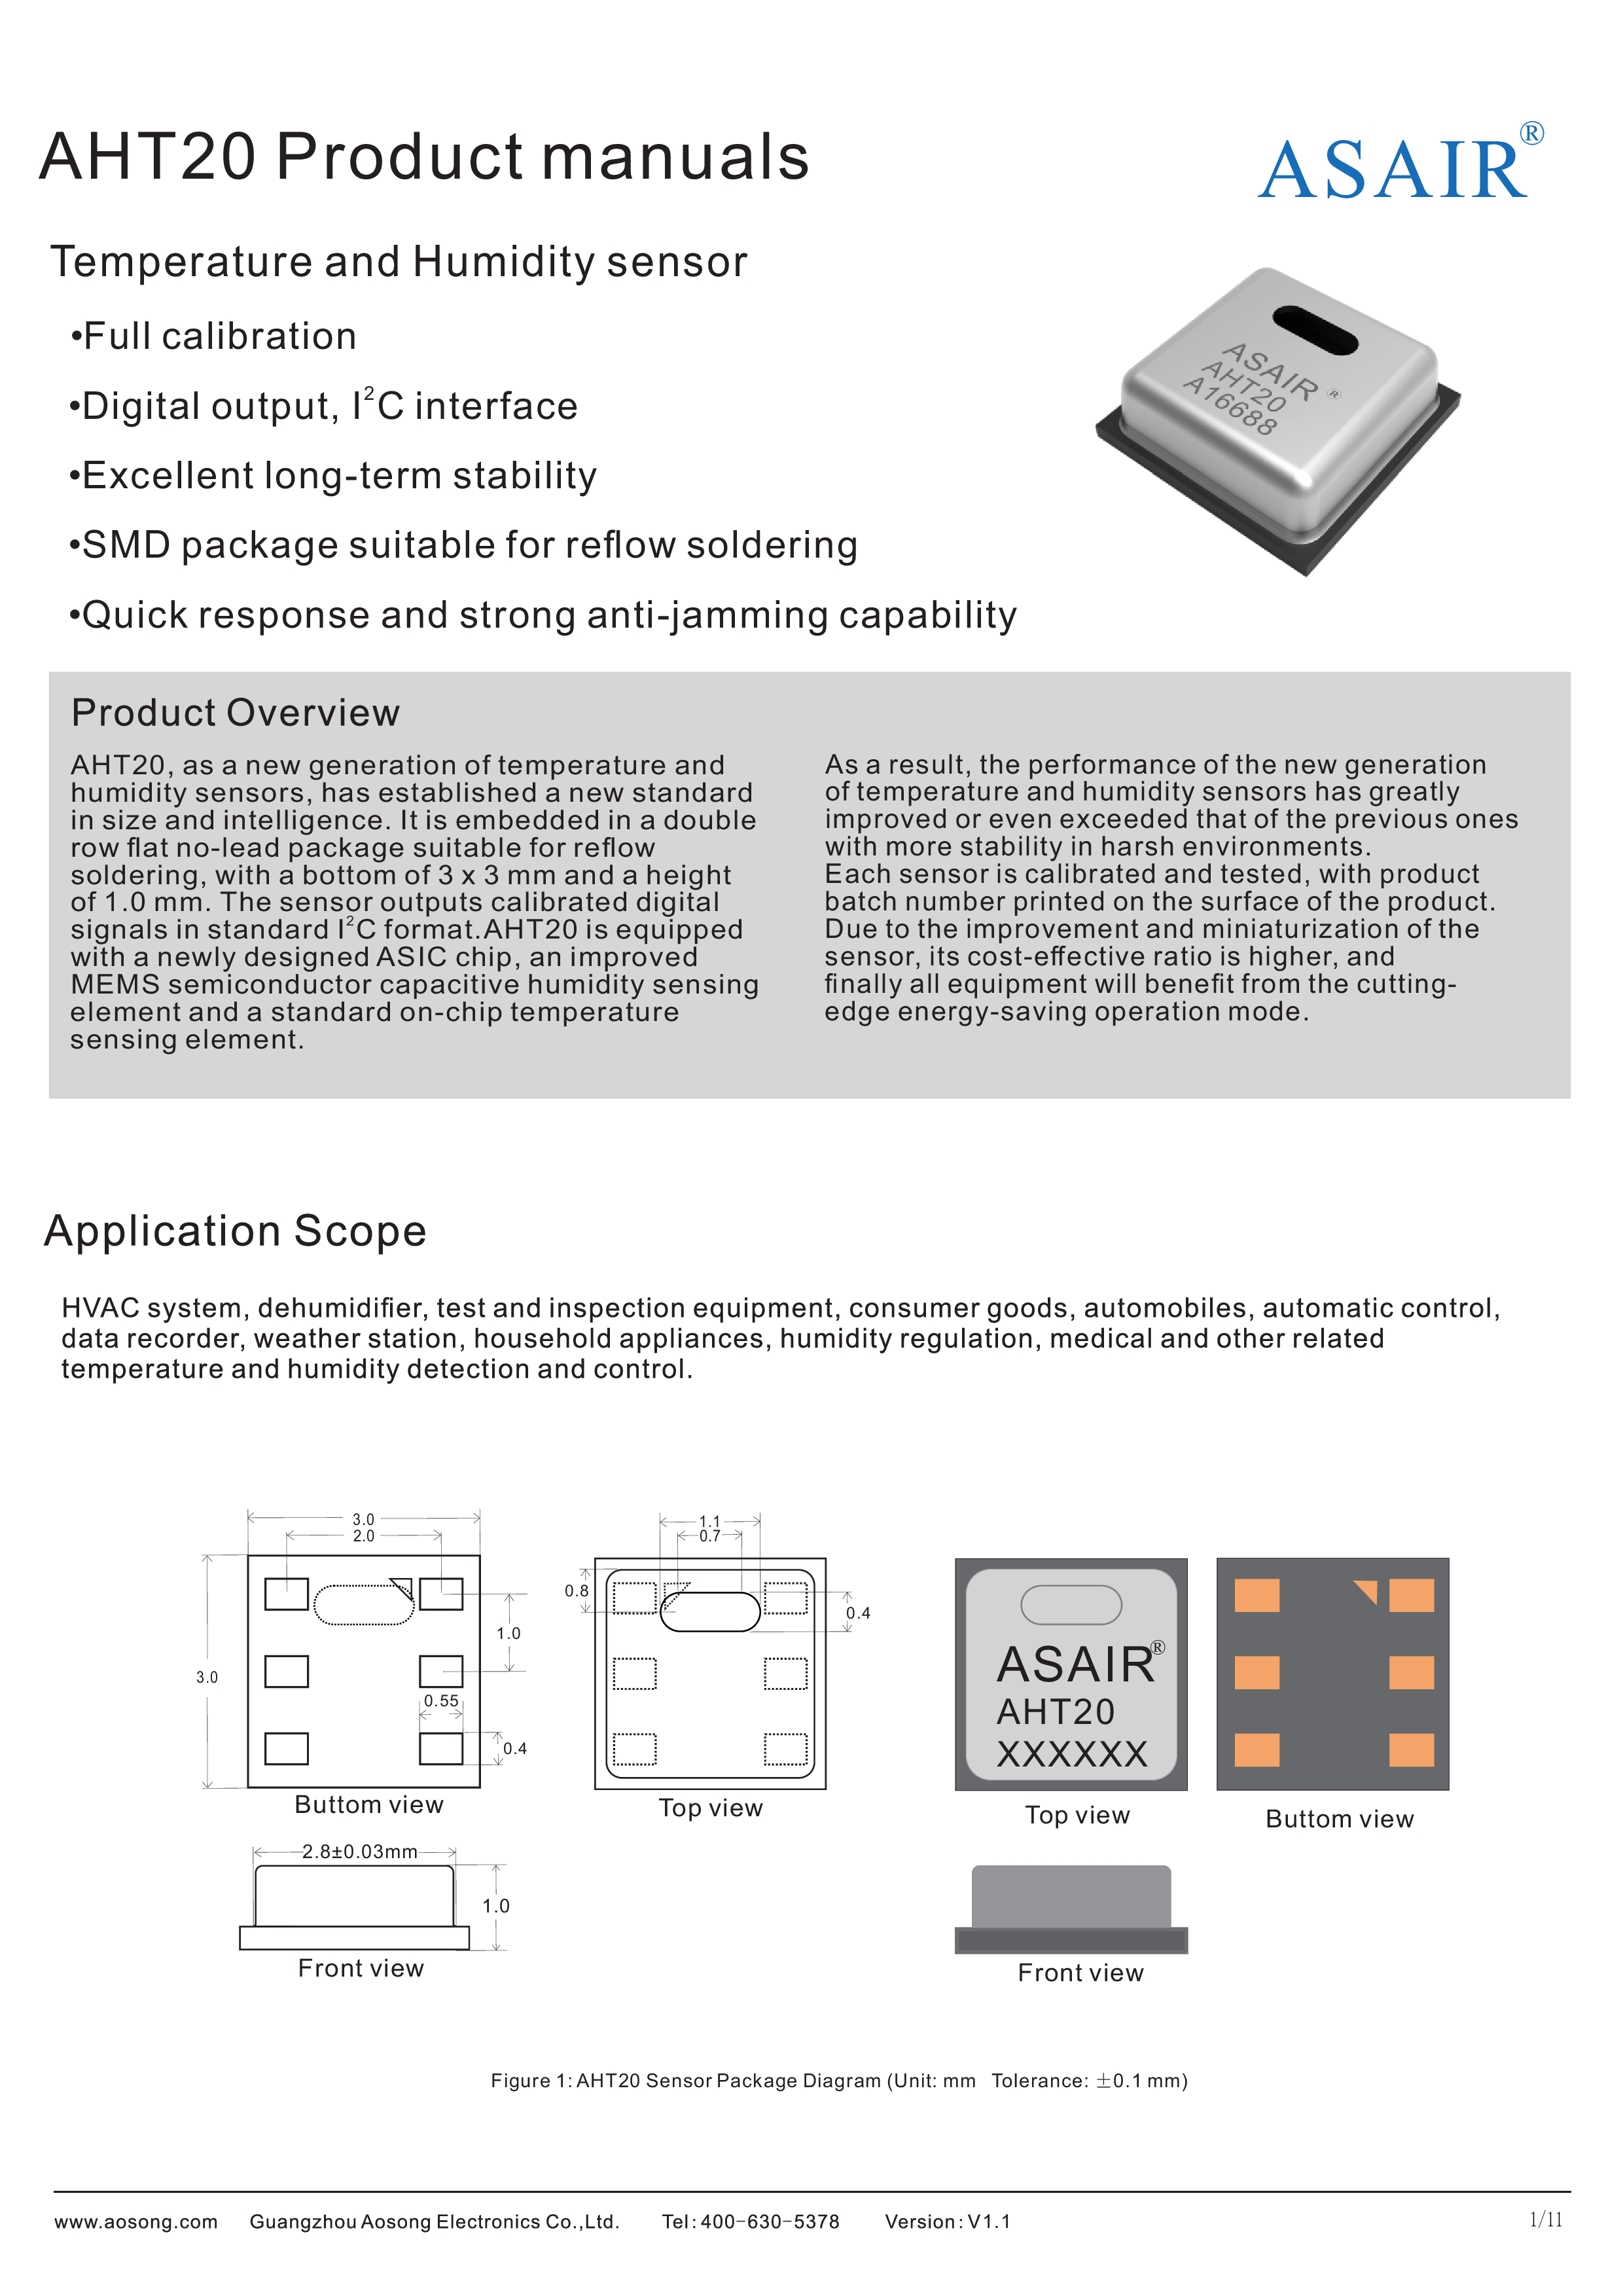 AHT20 Product manuals
ASAIR®
Temperature and Humidity sensor
•Full calibration
•Digital output, I²C interface
•Excellent long-term stability
•SMD package suitable for reflow soldering
•Quick response and strong anti-jamming capability
ASAIR ®
AHT20
A16688
Product Overview
AHT20, as a new generation of temperature and
humidity sensors, has established a new standard
in size and intelligence. It is embedded in a double
row flat no-lead package suitable for reflow
soldering, with a bottom of 3 x 3 mm and a height
of 1.0 mm. The sensor outputs calibrated digital
signals in standard I²C format.AHT20 is equipped
with a newly designed ASIC chip, an improved
MEMS semiconductor capacitive humidity sensing
element and a standard on-chip temperature
sensing element.
As a result, the performance of the new generation
of temperature and humidity sensors has greatly
improved or even exceeded that of the previous ones
with more stability in harsh environments.
Each sensor is calibrated and tested, with product
batch number printed on the surface of the product.
Due to the improvement and miniaturization of the
sensor, its cost-effective ratio is higher, and
finally all equipment will benefit from the cutting-
edge energy-saving operation mode.
Application Scope
HVAC system, dehumidifier, test and inspection equipment, consumer goods, automobiles, automatic control,
data recorder, weather station, household appliances, humidity regulation, medical and other related
temperature and humidity detection and control.
3.0
2.0
3.0
1.0
0.55
0.4
Buttom view
1.1
0.7
0.8
0.4
Top view
ASAIR®
AHT20
XXXXXX
Top view
Buttom view
2.8±0.03mm
1.0
Front view
Front view
Figure 1: AHT20 Sensor Package Diagram (Unit: mm Tolerance: ±0.1 mm)
www.aosong.com Guangzhou Aosong Electronics Co.,Ltd. Tel: 400-630-5378 Version: V1.1 1/11